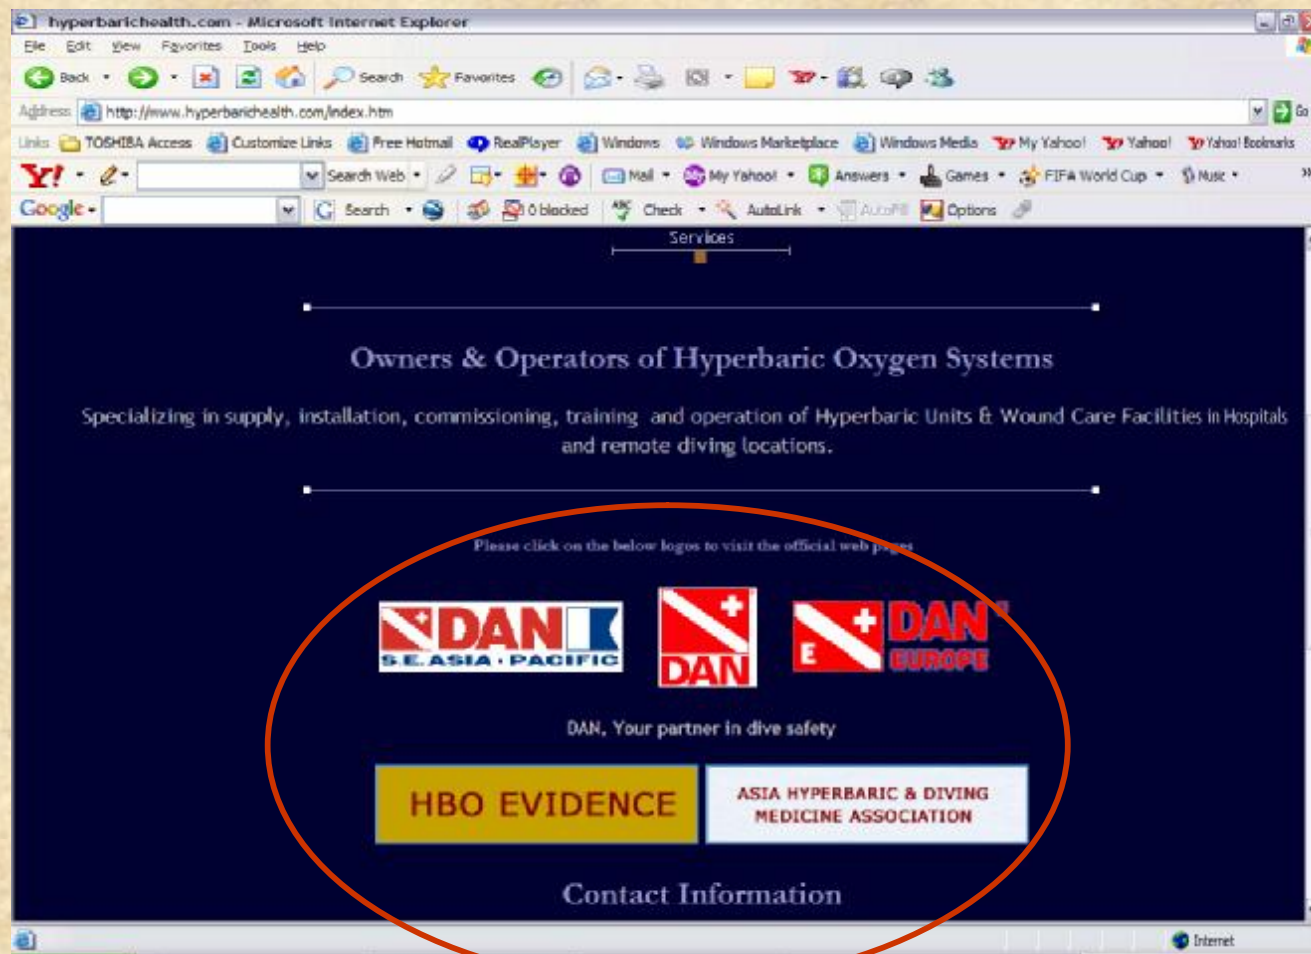 hyperbarichealth.com - Microsoft Internet Explorer
File Edit View Favorites Tools Help
Back Search Favorites
Address http://www.hyperbarichealth.com/index.htm Go
Links TOSHIBA Access Customize Links Free Hotmail RealPlayer Windows Windows Marketplace Windows Media My Yahoo! Yahoo! Yahoo! Bookmarks
Y! Search Web Mail My Yahoo! Answers Games FIFA World Cup Music »
Google Search 0 blocked ABC Check AutoLink AutoFill Options
Services
Owners & Operators of Hyperbaric Oxygen Systems
Specializing in supply, installation, commissioning, training and operation of Hyperbaric Units & Wound Care Facilities in Hospitals
and remote diving locations.
Please click on the below logos to visit the official web pages
DAN
S.E.ASIA · PACIFIC
DAN
E DAN
EUROPE
DAN, Your partner in dive safety
HBO EVIDENCE
ASIA HYPERBARIC & DIVING
MEDICINE ASSOCIATION
Contact Information
Internet